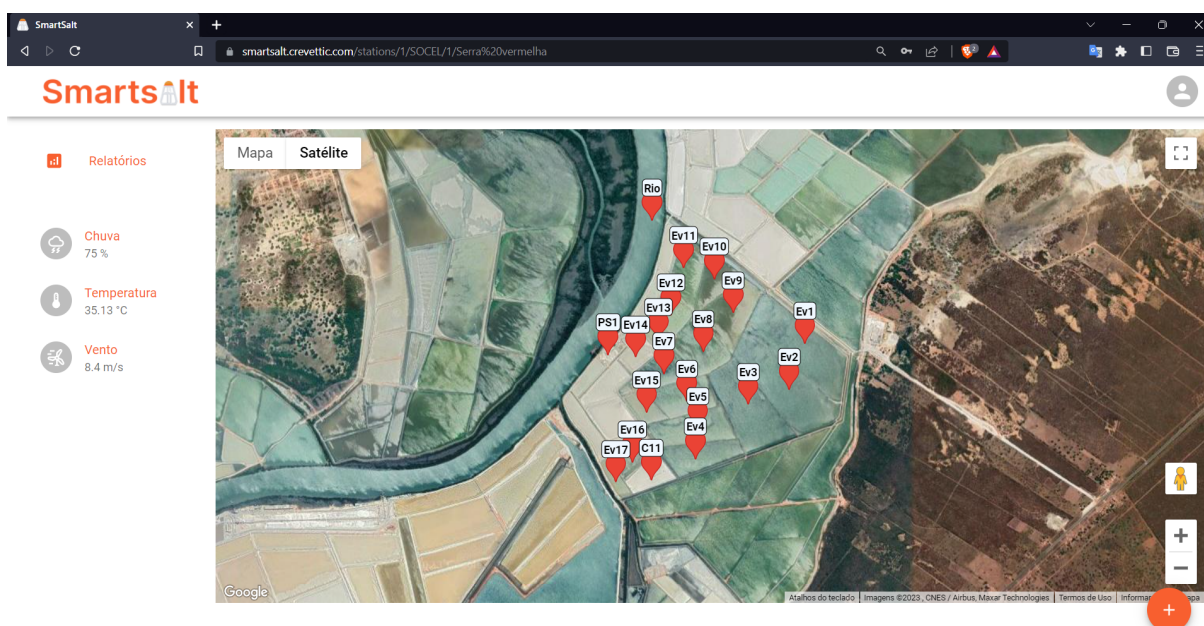 SmartSalt
smartsalt.crevettic.com/stations/1/SOCEL/1/Serra%20vermelha
2
Smartsalt
Relatórios
Chuva
75 %
Temperatura
35.13 °C
Vento
8.4 m/s
Mapa Satélite
Rio
Ev11
Ev10
Ev12
Ev9
Ev13
Ev1
PS1
Ev14
Ev8
Ev7
Ev2
Ev6
Ev3
Ev15
Ev5
Ev16
Ev4
Ev17
C11
Google
Atalhos do teclado Imagens ©2023 , CNES / Airbus, Maxar Technologies Termos de Uso